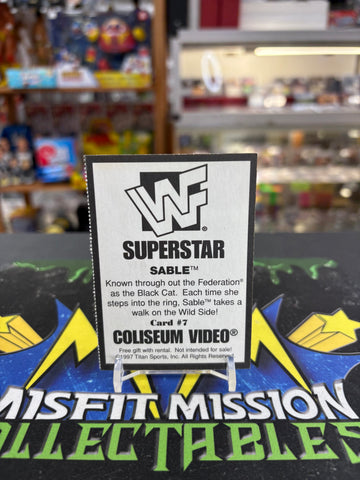 WF®
SUPERSTAR
SABLE™
Known through out the Federation®
as the Black Cat. Each time she
steps into the ring, Sable™ takes a
walk on the Wild Side!
Card #7
COLISEUM VIDEO®
Free gift with rental. Not intended for sale!
©1997 Titan Sports, Inc. All Rights Reserved.
MISFIT MISSION
COLLECTABLES